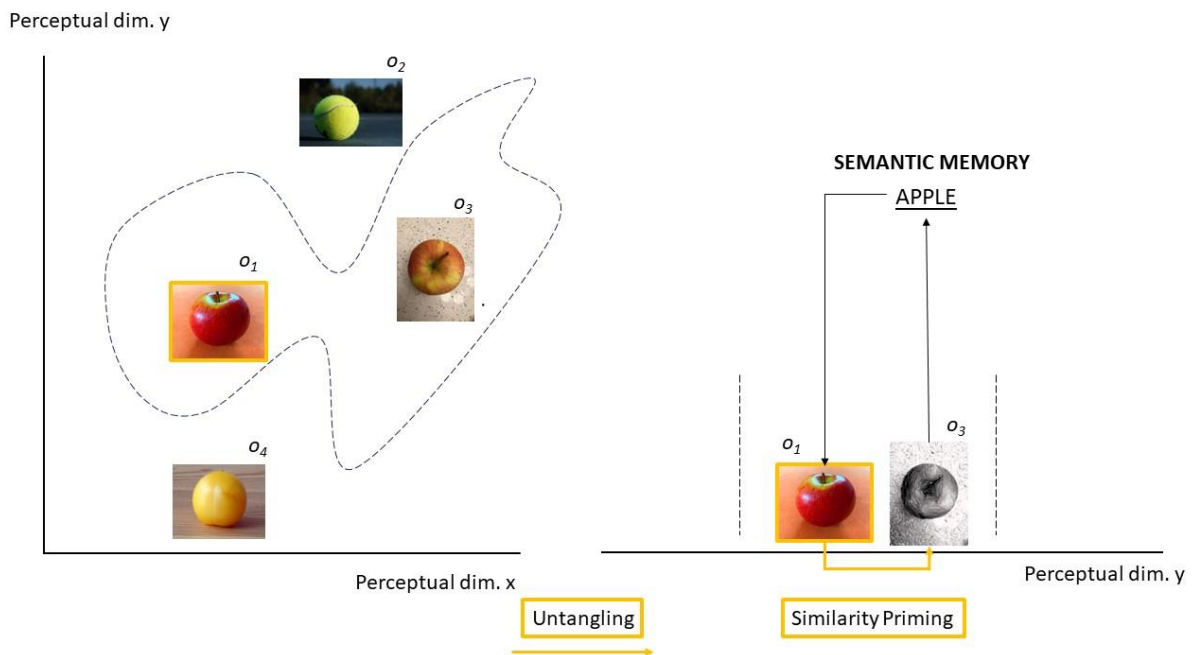 Perceptual dim. y
o2
o3
o1
o4
Perceptual dim. x
Untangling
SEMANTIC MEMORY
APPLE
o1
o3
Perceptual dim. y
Similarity Priming